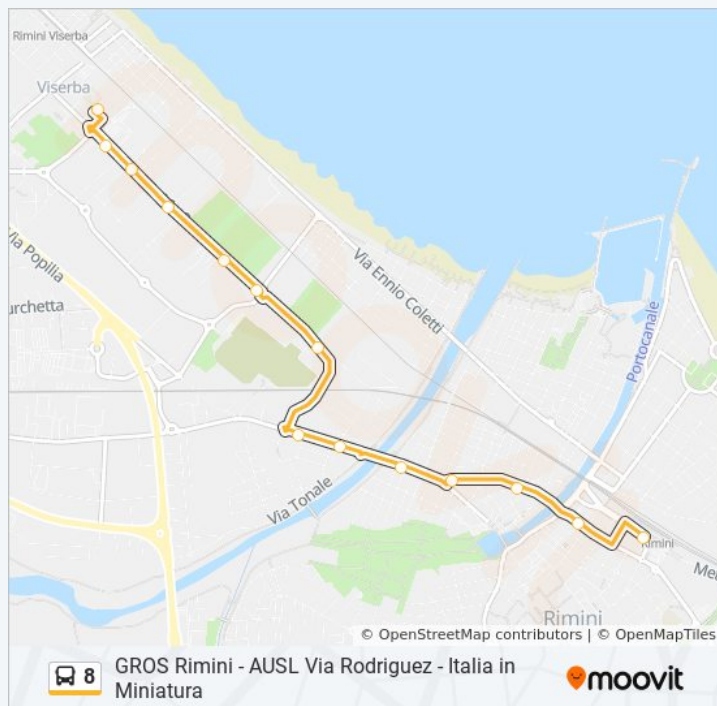 Rimini Viserba
Viserba
Via Popilla
urchetta
Via Ennio Coletti
Portocanale
Via Tonale
Rimini
Me
Rimini
© OpenStreetMap contributors | © OpenMapTiles
8
GROS Rimini - AUSL Via Rodriguez - Italia in
Miniatura
moovit